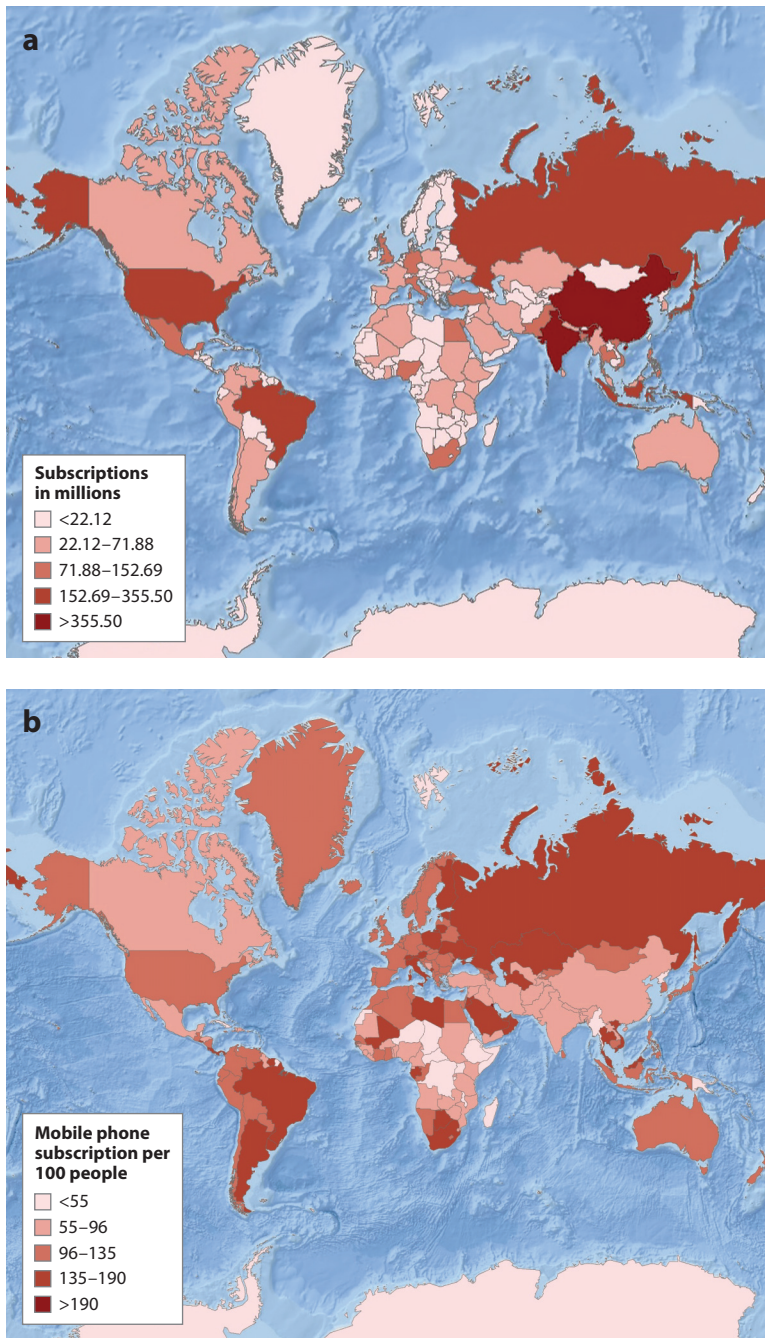 a
Subscriptions
in millions
<22.12
22.12–71.88
71.88–152.69
152.69–355.50
>355.50
b
Mobile phone
subscription per
100 people
<55
55–96
96–135
135–190
>190